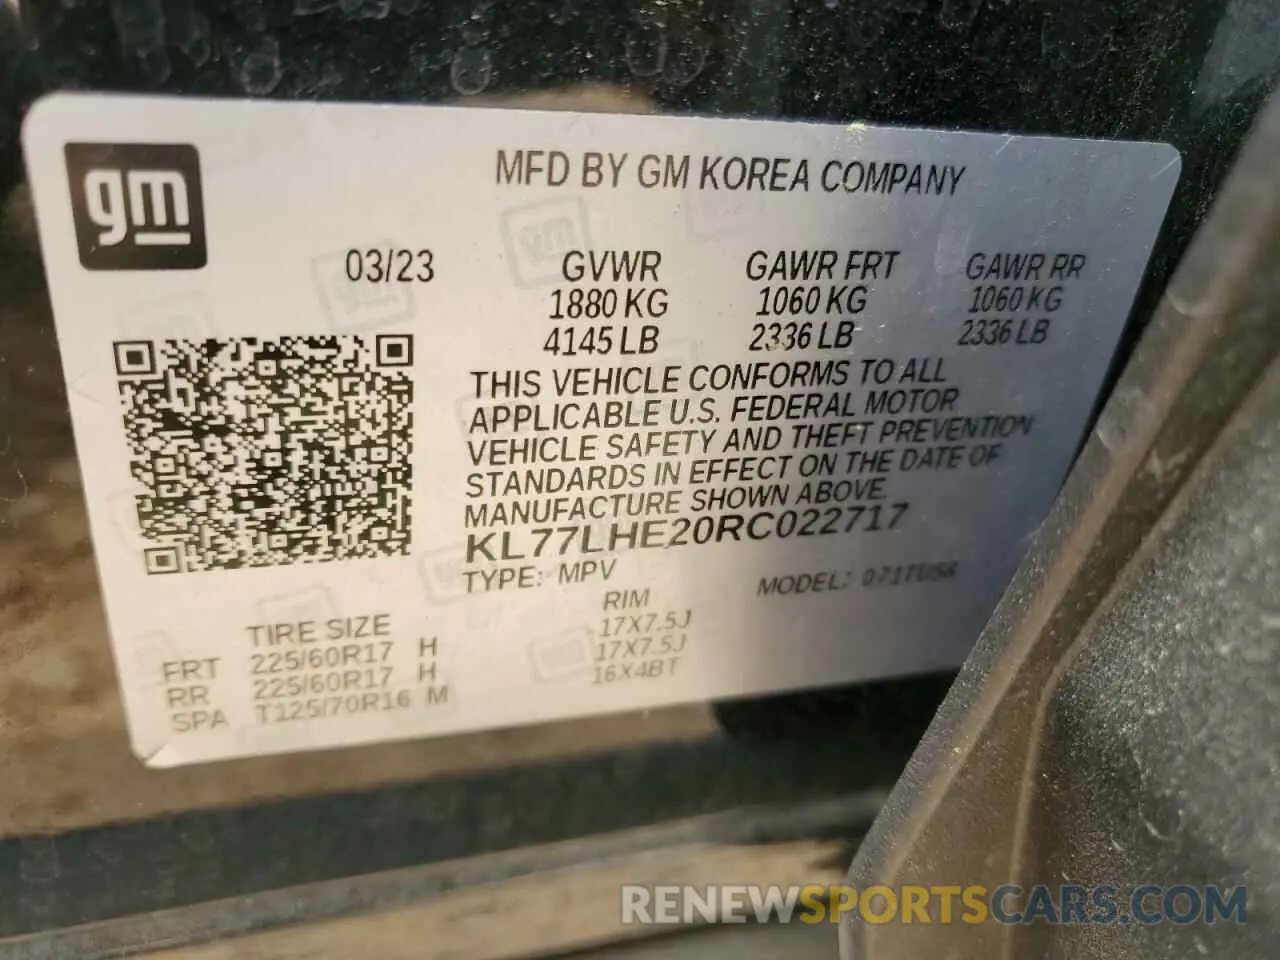 gm
MFD BY GM KOREA COMPANY
03/23 GVWR GAWR FRT GAWR RR
1880 KG 1060 KG 1060 KG
4145 LB 2336 LB 2336 LB
THIS VEHICLE CONFORMS TO ALL
APPLICABLE U.S. FEDERAL MOTOR
VEHICLE SAFETY AND THEFT PREVENTION
STANDARDS IN EFFECT ON THE DATE OF
MANUFACTURE SHOWN ABOVE.
KL77LHE20RC022717
TYPE: MPV MODEL:
TIRE SIZE RIM
FRT 225/60R17 H 17X7.5J
RR 225/60R17 H 17X7.5J
SPA T125/70R16 M 16X4BT
RENEWSPORTSCARS.COM